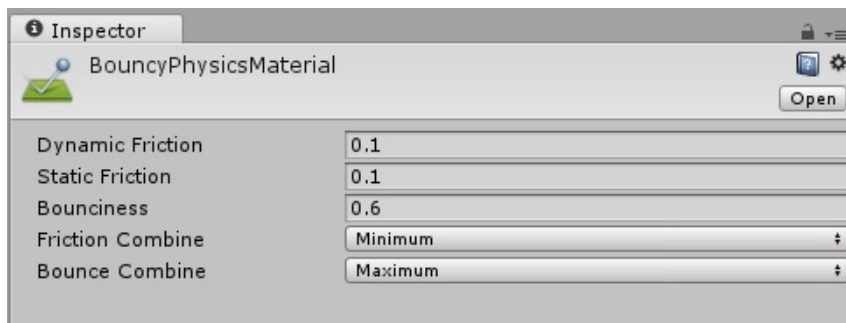 Inspector
BouncyPhysicsMaterial
Open
Dynamic Friction 0.1
Static Friction 0.1
Bounciness 0.6
Friction Combine Minimum
Bounce Combine Maximum